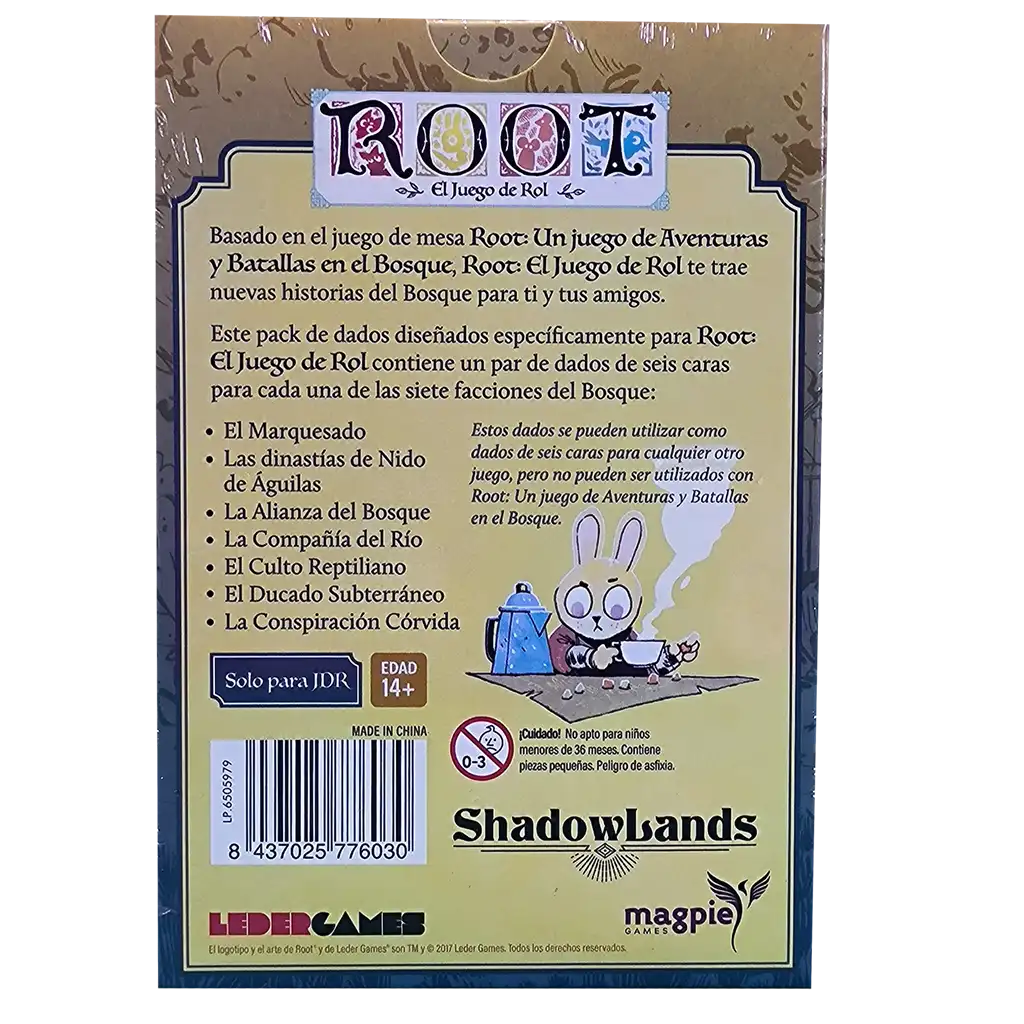 ROOT
El Juego de Rol
Basado en el juego de mesa Root: Un juego de Aventuras
y Batallas en el Bosque, Root: El Juego de Rol te trae
nuevas historias del Bosque para ti y tus amigos.
Este pack de dados diseñados específicamente para Root:
El Juego de Rol contiene un par de dados de seis caras
para cada una de las siete facciones del Bosque:
• El Marquesado
• Las dinastías de Nido
de Águilas
• La Alianza del Bosque
• La Compañía del Río
• El Culto Reptiliano
• El Ducado Subterráneo
• La Conspiración Córvida
Estos dados se pueden utilizar como
dados de seis caras para cualquier otro
juego, pero no pueden ser utilizados con
Root: Un juego de Aventuras y Batallas
en el Bosque.
Solo para JDR
EDAD
14+
MADE IN CHINA
LP.6505979
8 437025 776030
0-3
¡Cuidado! No apto para niños
menores de 36 meses. Contiene
piezas pequeñas. Peligro de asfixia.
ShadowLands
LEDERGAMES
magpie
GAMES
El logotipo y el arte de Root® y de Leder Games® son TM y © 2017 Leder Games. Todos los derechos reservados.